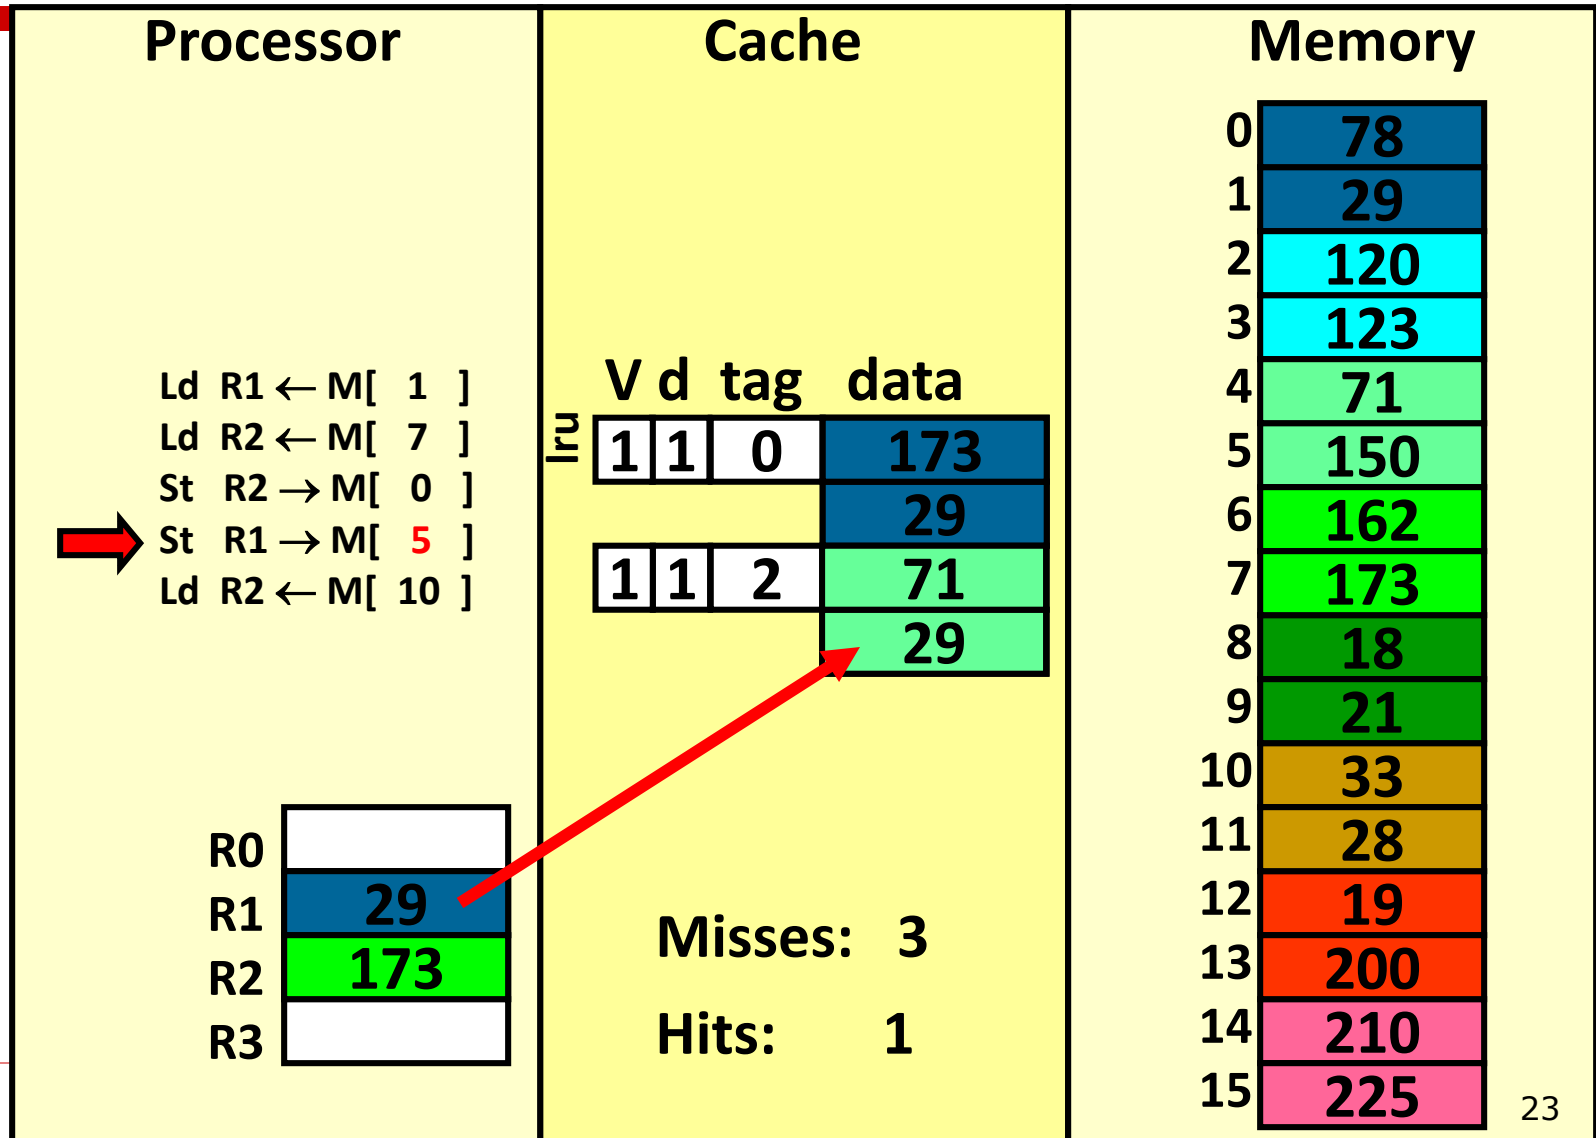 Processor
Ld R1 ← M[ 1 ]
Ld R2 ← M[ 7 ]
St R2 → M[ 0 ]
St R1 → M[ 5 ]
Ld R2 ← M[ 10 ]
R0
R1 29
R2 173
R3
Cache
V d tag data
lru 1 1 0 173
29
1 1 2 71
29
Misses: 3
Hits: 1
Memory
0 78
1 29
2 120
3 123
4 71
5 150
6 162
7 173
8 18
9 21
10 33
11 28
12 19
13 200
14 210
15 225
23